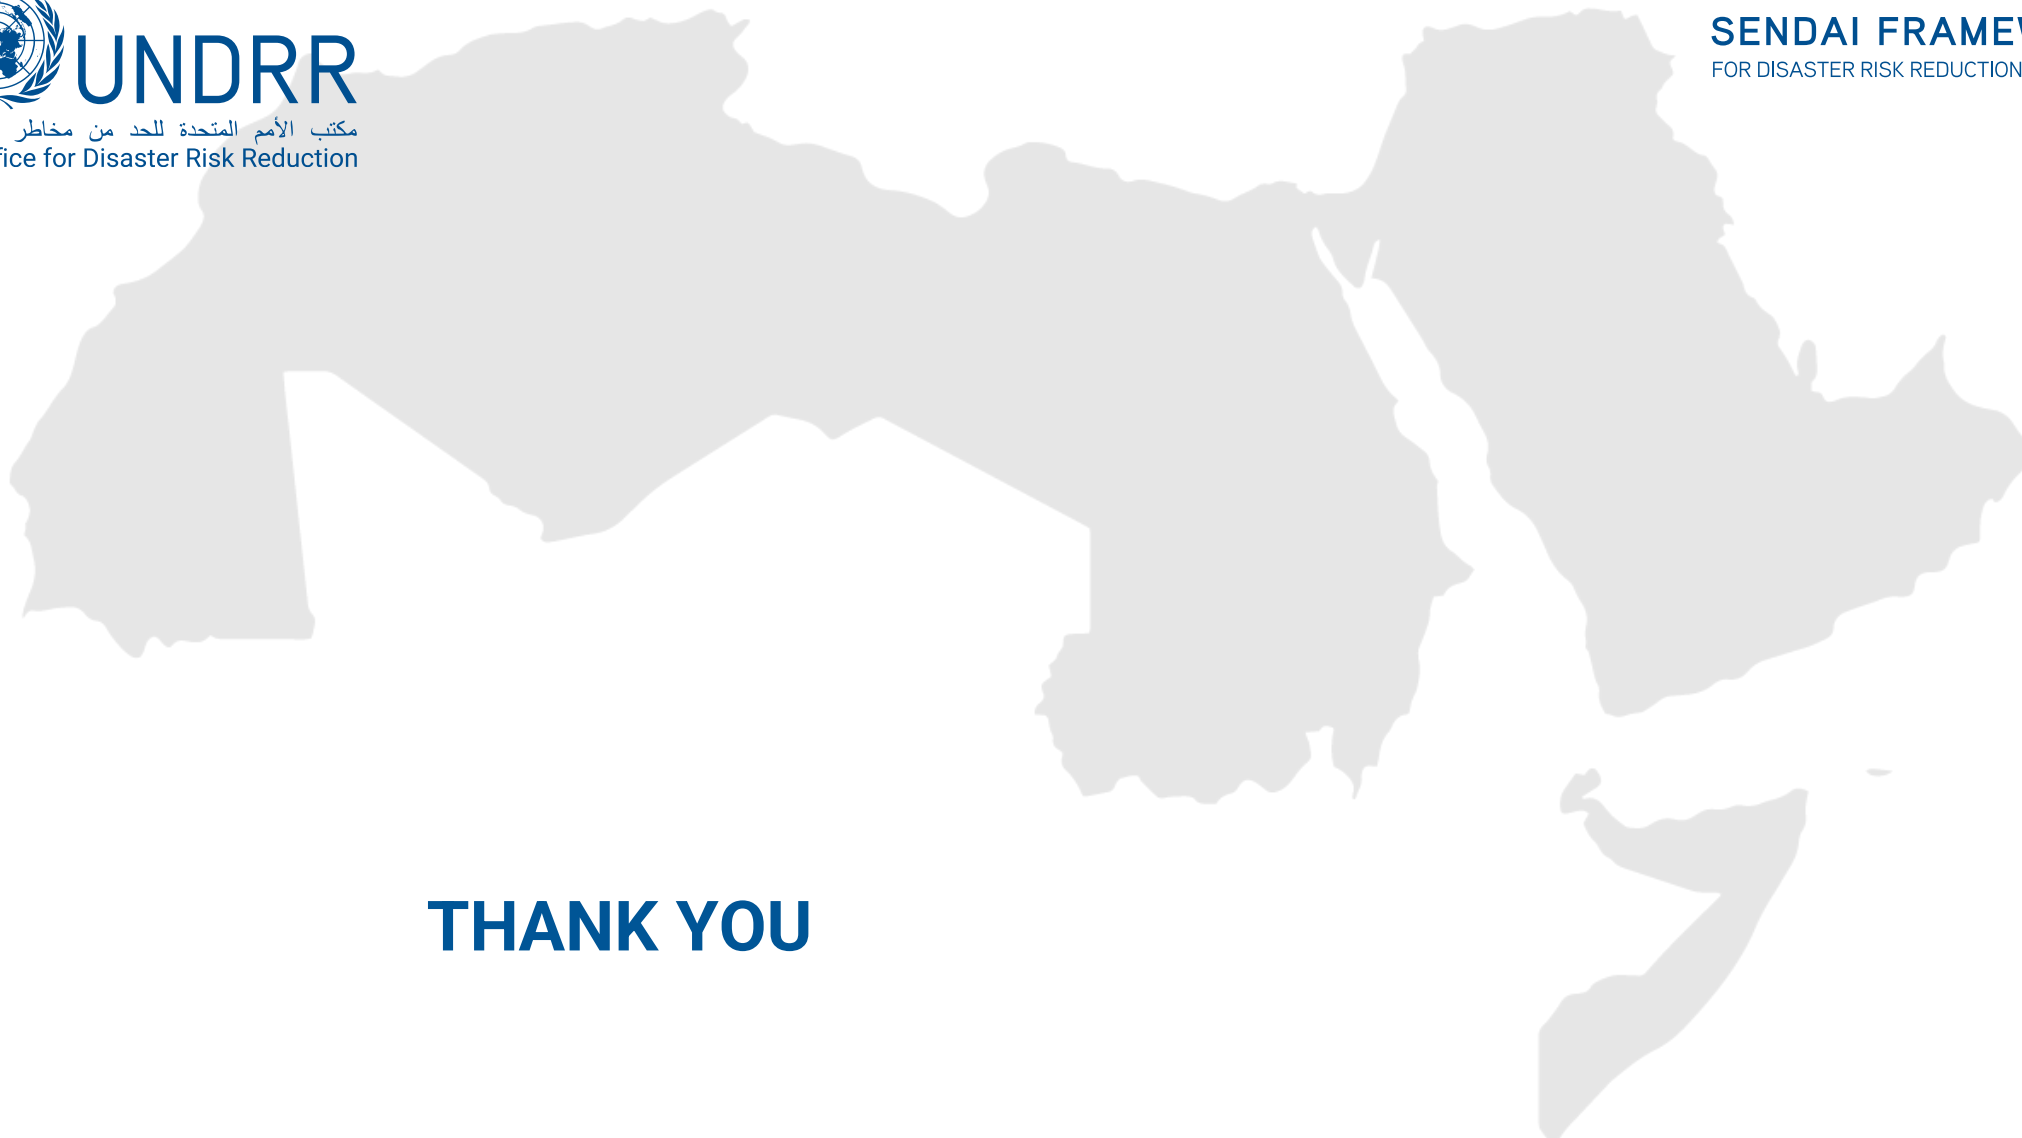 UNDRR
مكتب الأمم المتحدة للحد من مخاطر
fice for Disaster Risk Reduction
SENDAI FRAME
FOR DISASTER RISK REDUCTION
THANK YOU